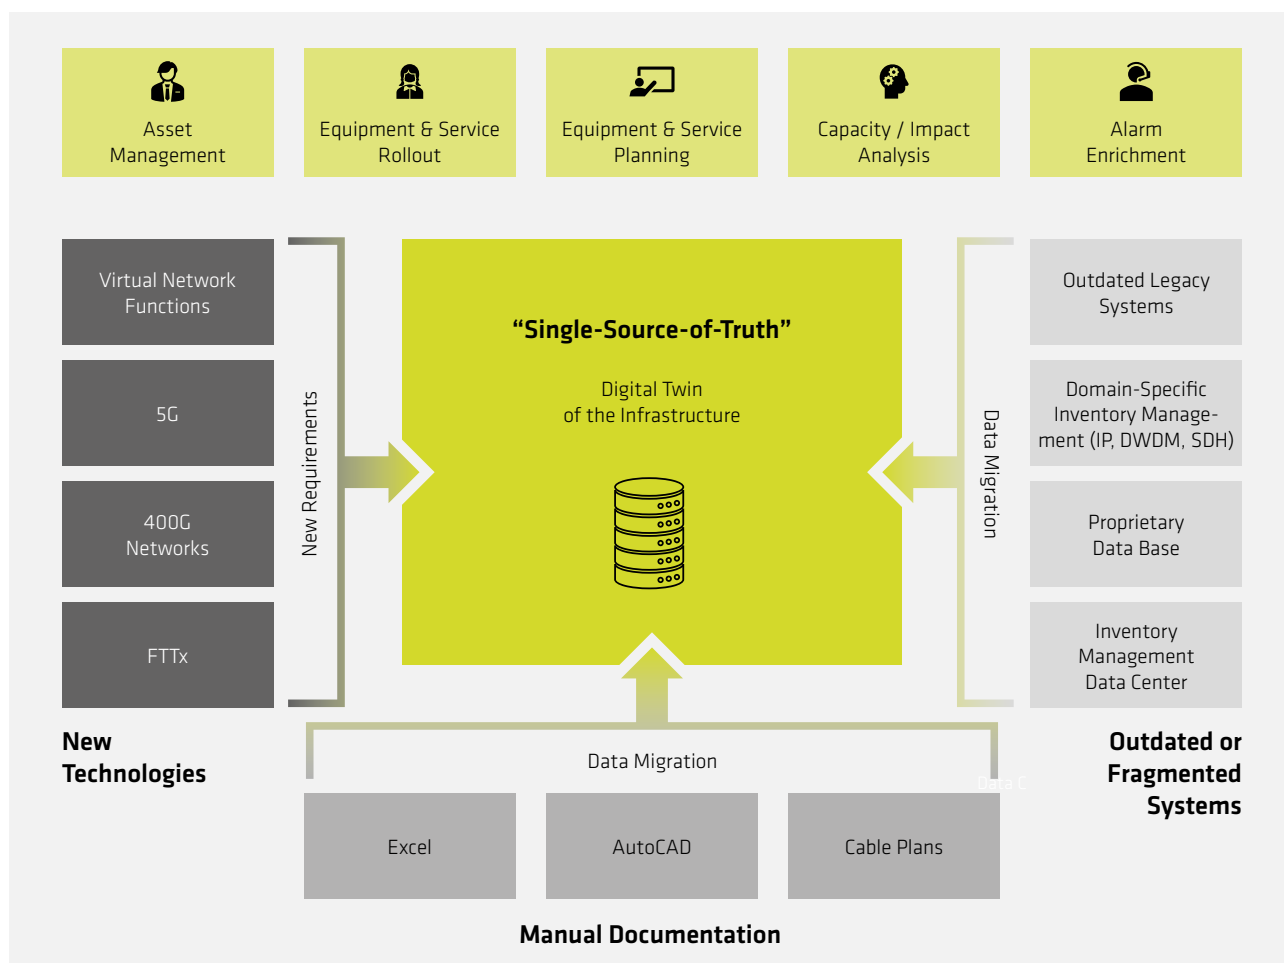 Asset
Management
Equipment & Service
Rollout
Equipment & Service
Planning
Capacity / Impact
Analysis
Alarm
Enrichment
Virtual Network
Functions
5G
400G
Networks
FTTx
New
Technologies
New Requirements
“Single-Source-of-Truth”
Digital Twin
of the Infrastructure
Data Migration
Outdated Legacy
Systems
Domain-Specific
Inventory Manage-
ment (IP, DWDM, SDH)
Proprietary
Data Base
Inventory
Management
Data Center
Outdated or
Fragmented
Systems
Data Migration
Data C
Excel
AutoCAD
Cable Plans
Manual Documentation